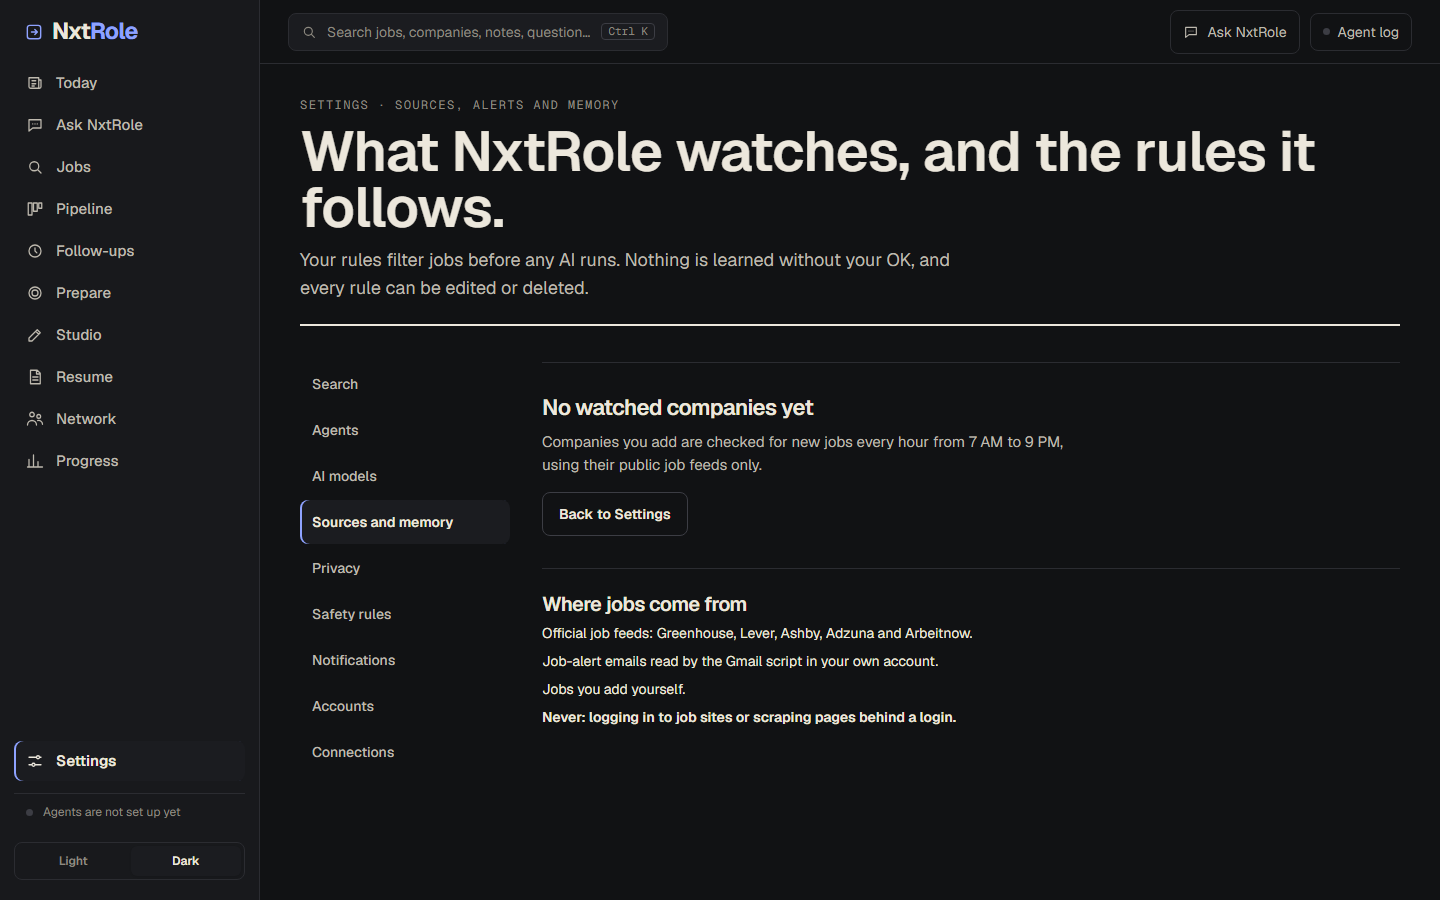 NxtRole
Search jobs, companies, notes, question... Ctrl K
Ask NxtRole
Agent log
Today
Ask NxtRole
Jobs
Pipeline
Follow-ups
Prepare
Studio
Resume
Network
Progress
Settings
Agents are not set up yet
Light
Dark
SETTINGS · SOURCES, ALERTS AND MEMORY
What NxtRole watches, and the rules it
follows.
Your rules filter jobs before any AI runs. Nothing is learned without your OK, and
every rule can be edited or deleted.
Search
Agents
AI models
Sources and memory
Privacy
Safety rules
Notifications
Accounts
Connections
No watched companies yet
Companies you add are checked for new jobs every hour from 7 AM to 9 PM,
using their public job feeds only.
Back to Settings
Where jobs come from
Official job feeds: Greenhouse, Lever, Ashby, Adzuna and Arbeitnow.
Job-alert emails read by the Gmail script in your own account.
Jobs you add yourself.
Never: logging in to job sites or scraping pages behind a login.